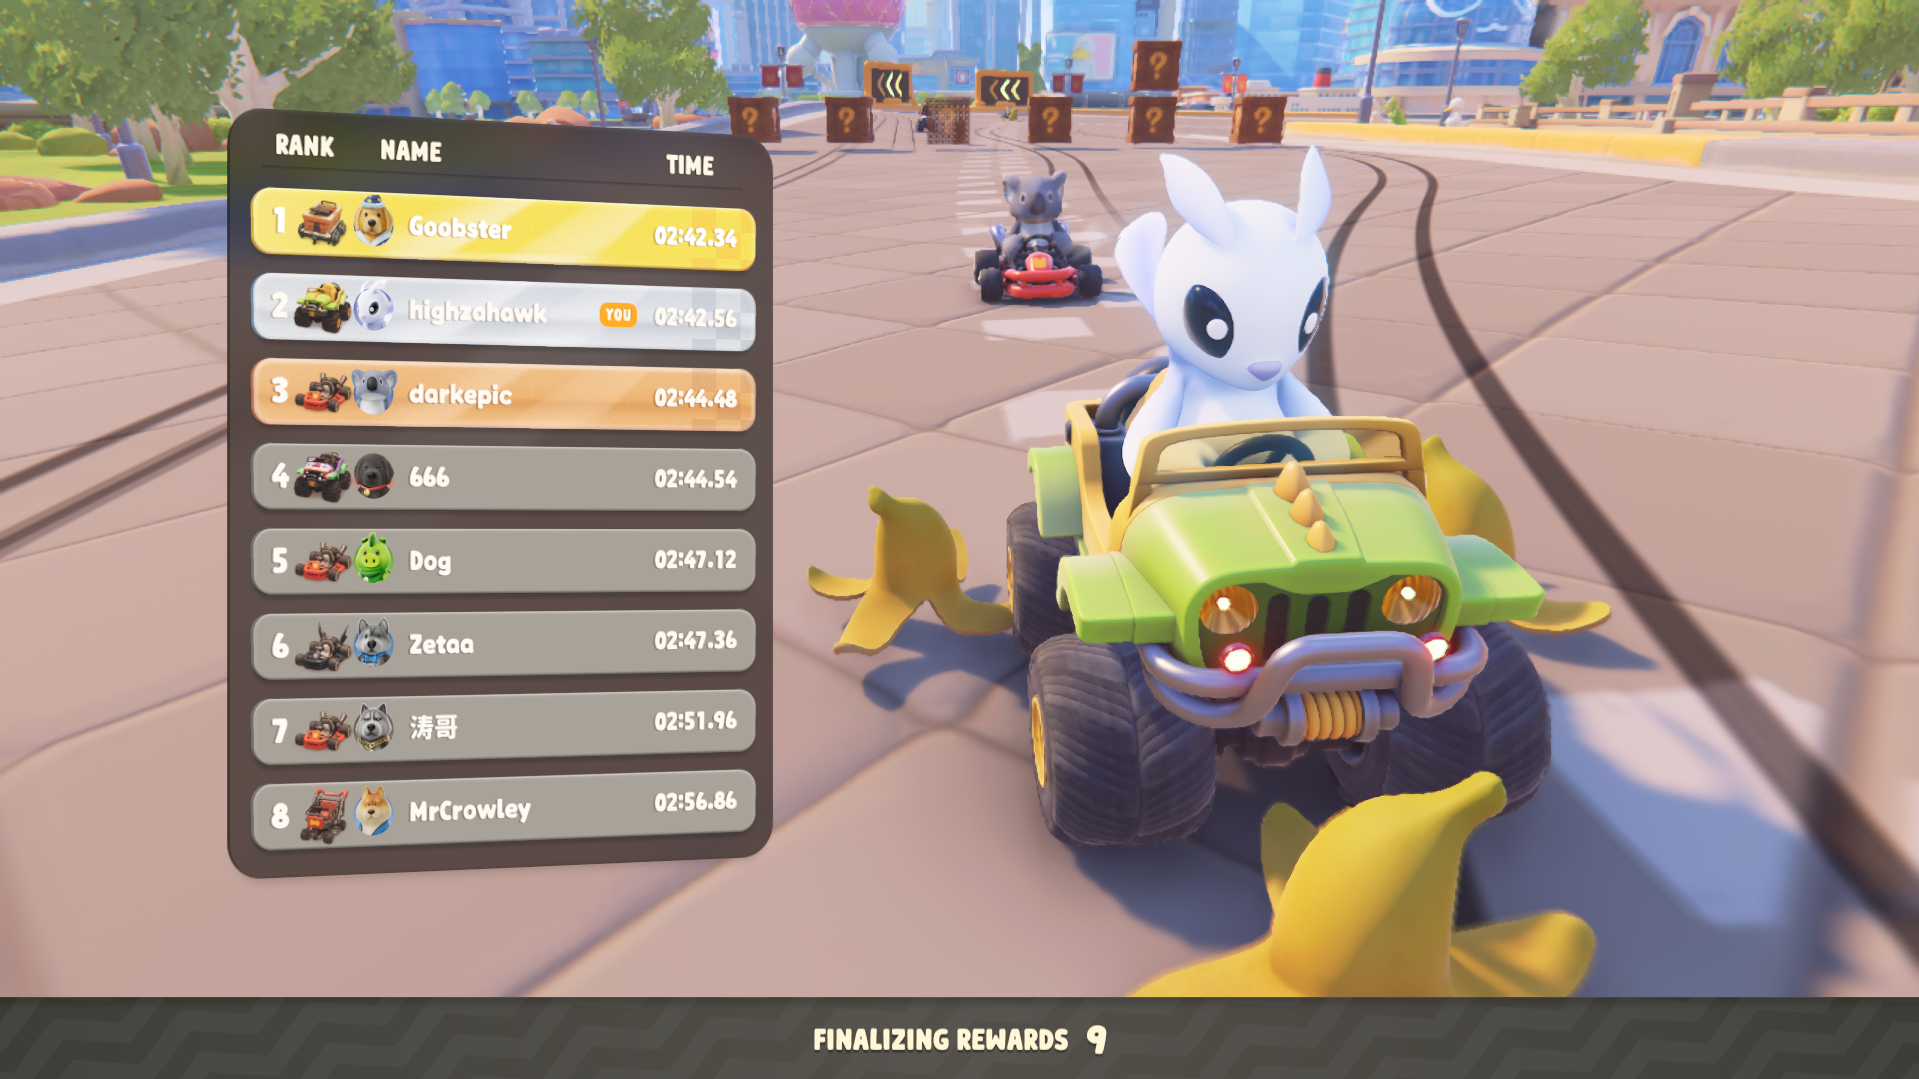 RANK NAME TIME
1 Goobster 02:42.34
2 highzahawk YOU 02:42.56
3 darkepic 02:44.48
4 666 02:44.54
5 Dog 02:47.12
6 Zetaa 02:47.36
7 涛哥 02:51.96
8 MrCrowley 02:56.86
? ? ? ? ? ?
FINALIZING REWARDS 9